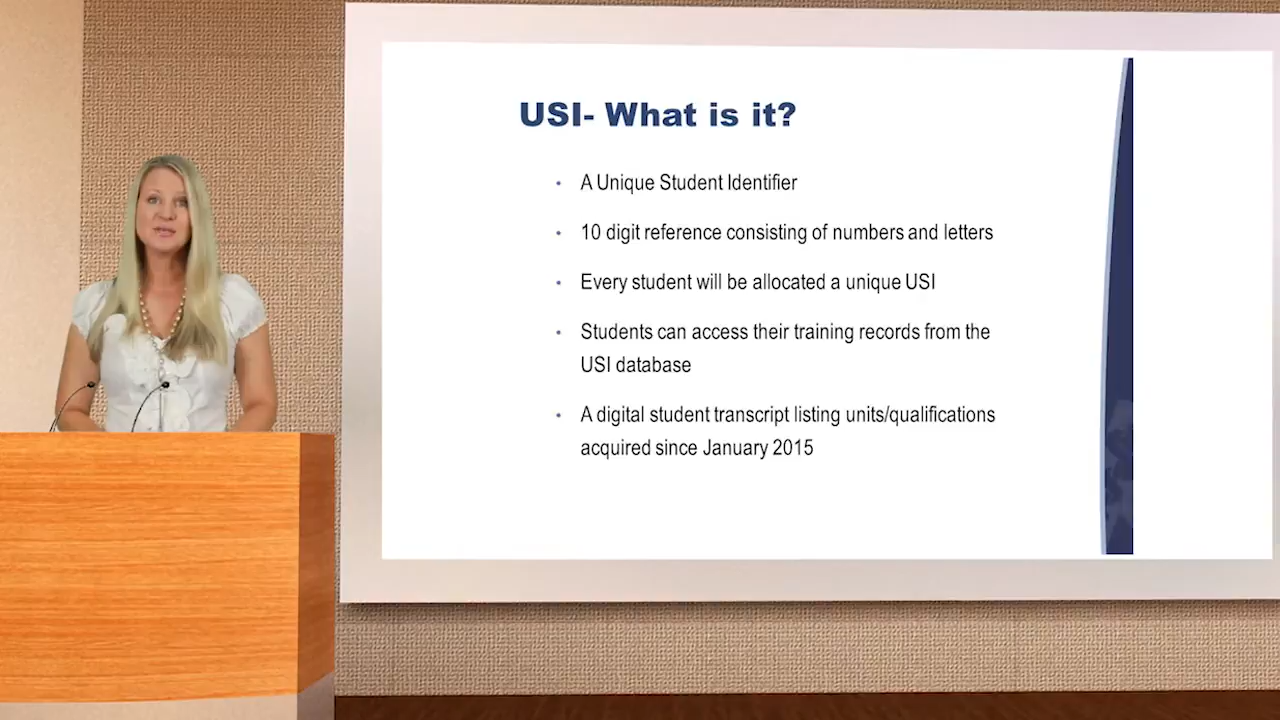 USI- What is it?
• A Unique Student Identifier
• 10 digit reference consisting of numbers and letters
• Every student will be allocated a unique USI
• Students can access their training records from the
USI database
• A digital student transcript listing units/qualifications
acquired since January 2015